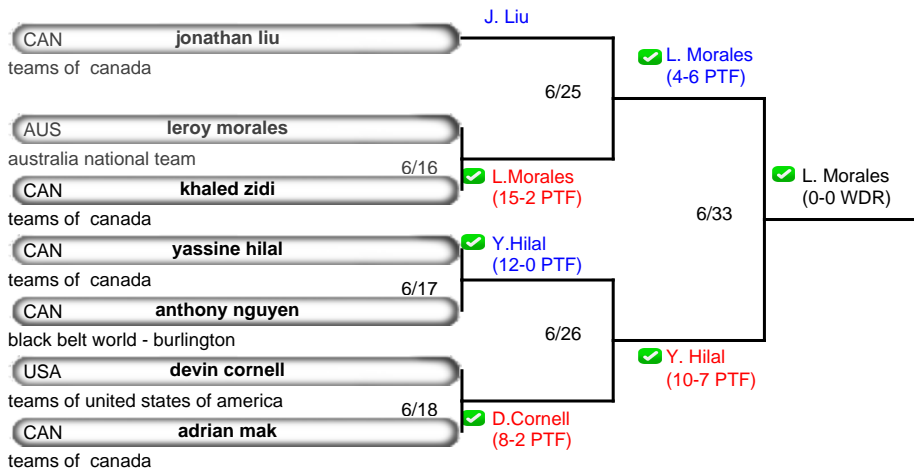 J. Liu
CAN jonathan liu
teams of canada
L. Morales
(4-6 PTF)
6/25
AUS leroy morales
australia national team
6/16
L.Morales
(15-2 PTF)
CAN khaled zidi
teams of canada
L. Morales
(0-0 WDR)
6/33
CAN yassine hilal
teams of canada
Y.Hilal
(12-0 PTF)
6/17
CAN anthony nguyen
black belt world - burlington
6/26
Y. Hilal
(10-7 PTF)
USA devin cornell
teams of united states of america
6/18
D.Cornell
(8-2 PTF)
CAN adrian mak
teams of canada